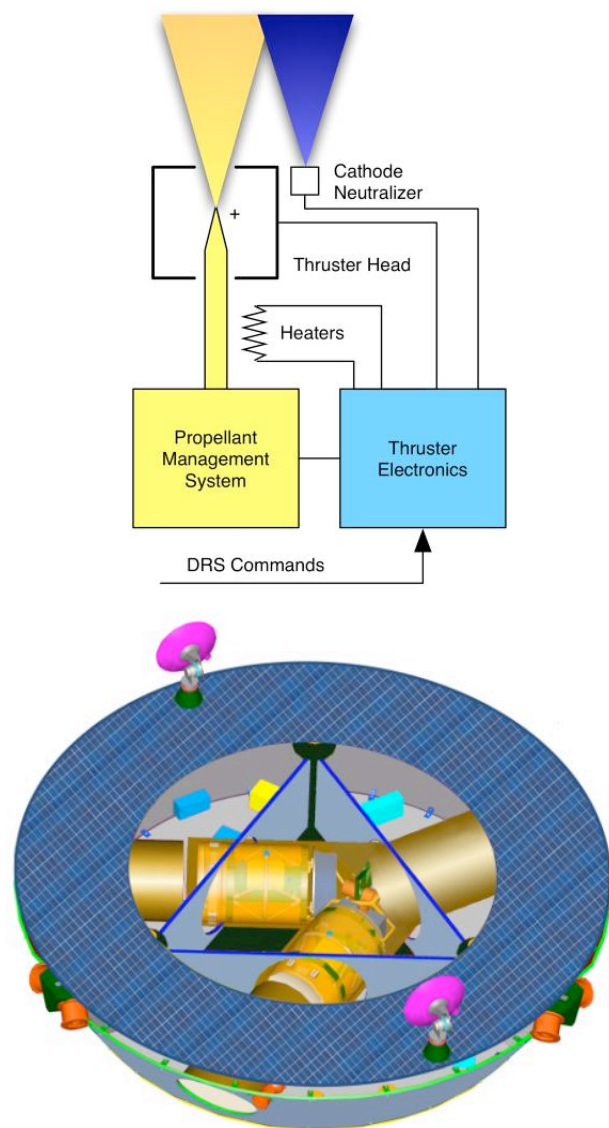 Cathode
Neutralizer
+
Thruster Head
Heaters
Propellant
Management
System
Thruster
Electronics
DRS Commands